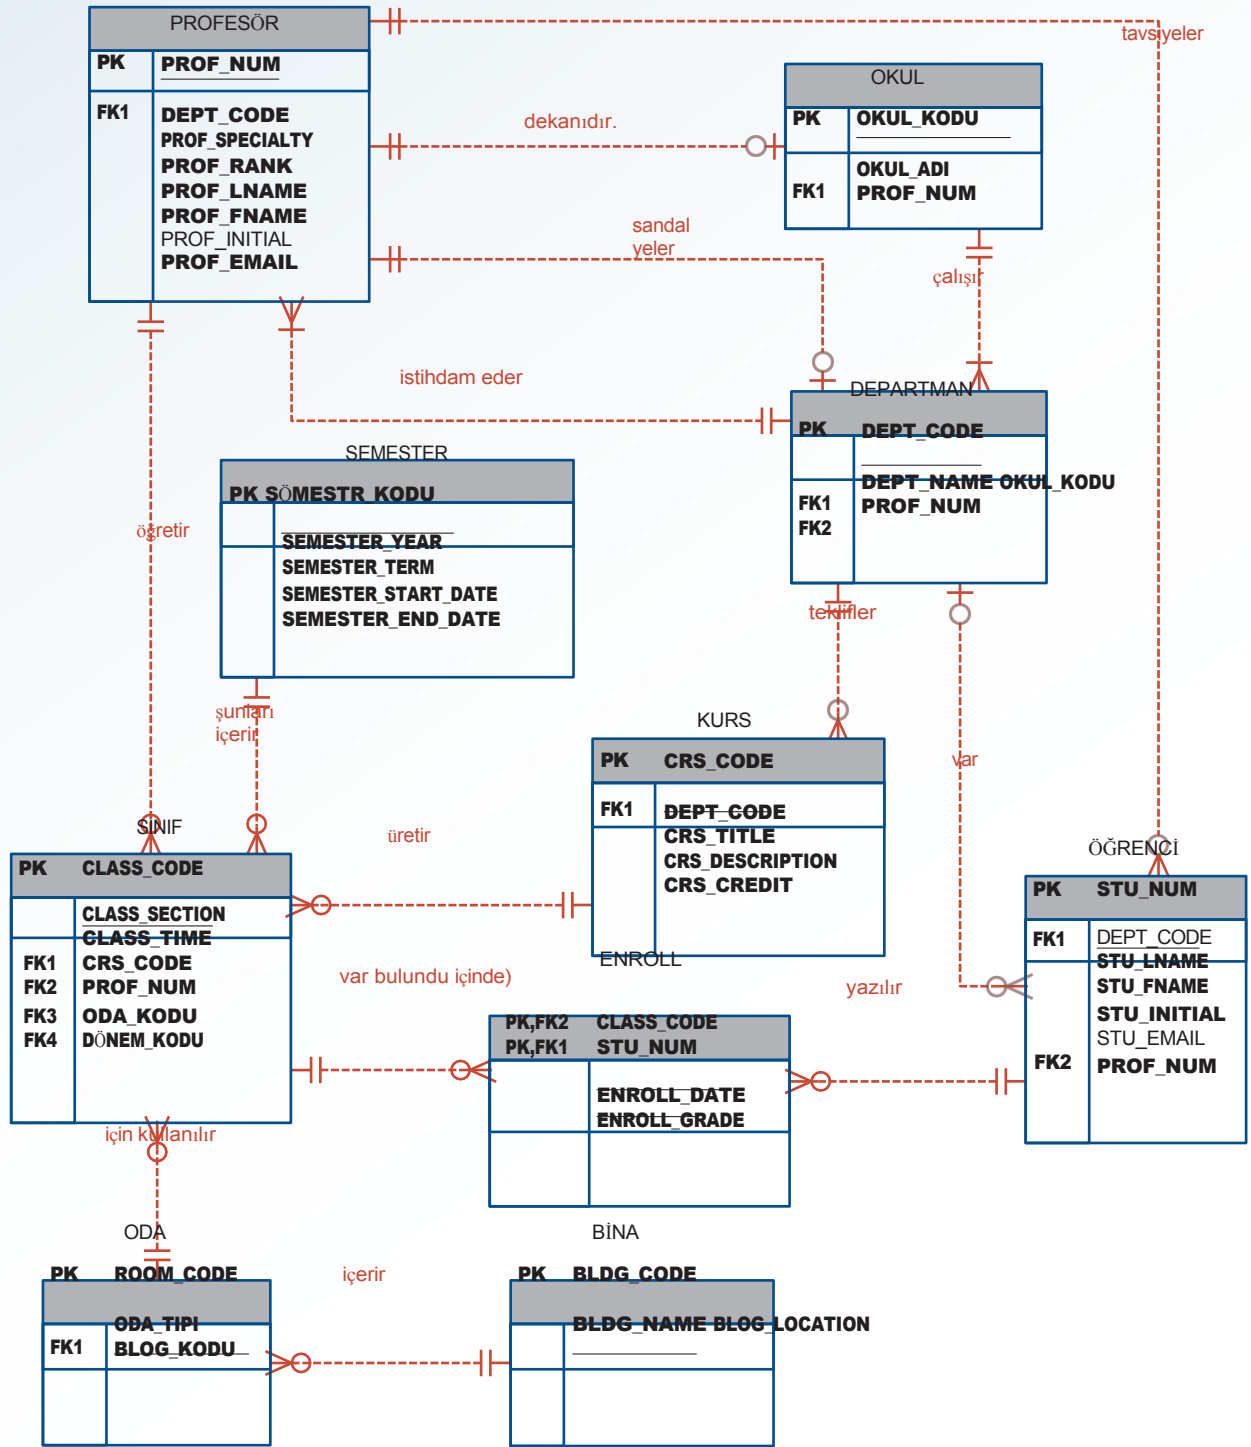 PROFESÖR
PK PROF_NUM
FK1 DEPT_CODE
PROF_SPECIALTY
PROF_RANK
PROF_LNAME
PROF_FNAME
PROF_INITIAL
PROF_EMAIL
tavsiyeler
dekanıdır.
OKUL
PK OKUL_KODU
OKUL_ADI
FK1 PROF_NUM
sandal
yeler
çalışır
istihdam eder
DEPARTMAN
PK DEPT_CODE
DEPT_NAME OKUL_KODU
FK1 PROF_NUM
FK2
SEMESTER
PK SÖMESTR_KODU
SEMESTER_YEAR
SEMESTER_TERM
SEMESTER_START_DATE
SEMESTER_END_DATE
öğretir
teklifler
şunları
içerir
KURS
PK CRS_CODE
FK1 DEPT_CODE
CRS_TITLE
CRS_DESCRIPTION
CRS_CREDIT
var
SINIF
üretir
PK CLASS_CODE
CLASS_SECTION
CLASS_TIME
FK1 CRS_CODE
FK2 PROF_NUM
FK3 ODA_KODU
FK4 DÖNEM_KODU
ÖĞRENCİ
PK STU_NUM
FK1 DEPT_CODE
STU_LNAME
STU_FNAME
STU_INITIAL
STU_EMAIL
FK2 PROF_NUM
var bulundu içinde)
ENROLL
yazılır
PK,FK2 CLASS_CODE
PK,FK1 STU_NUM
ENROLL_DATE
ENROLL_GRADE
için kullanılır
ODA
PK ROOM_CODE
ODA_TIPI
FK1 BLOG_KODU
içerir
BİNA
PK BLDG_CODE
BLDG_NAME BLOG_LOCATION